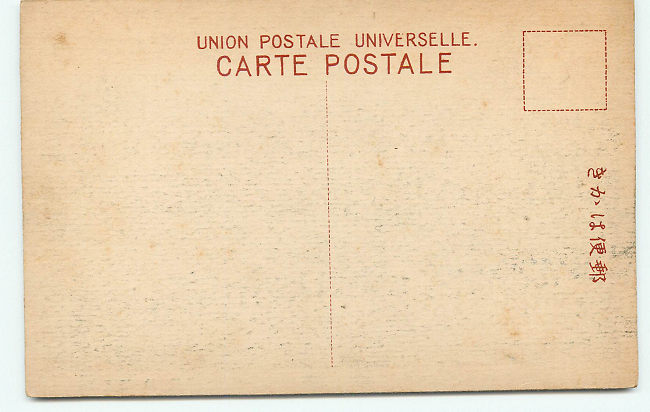 UNION POSTALE UNIVERSELLE.
CARTE POSTALE
郵便はかき